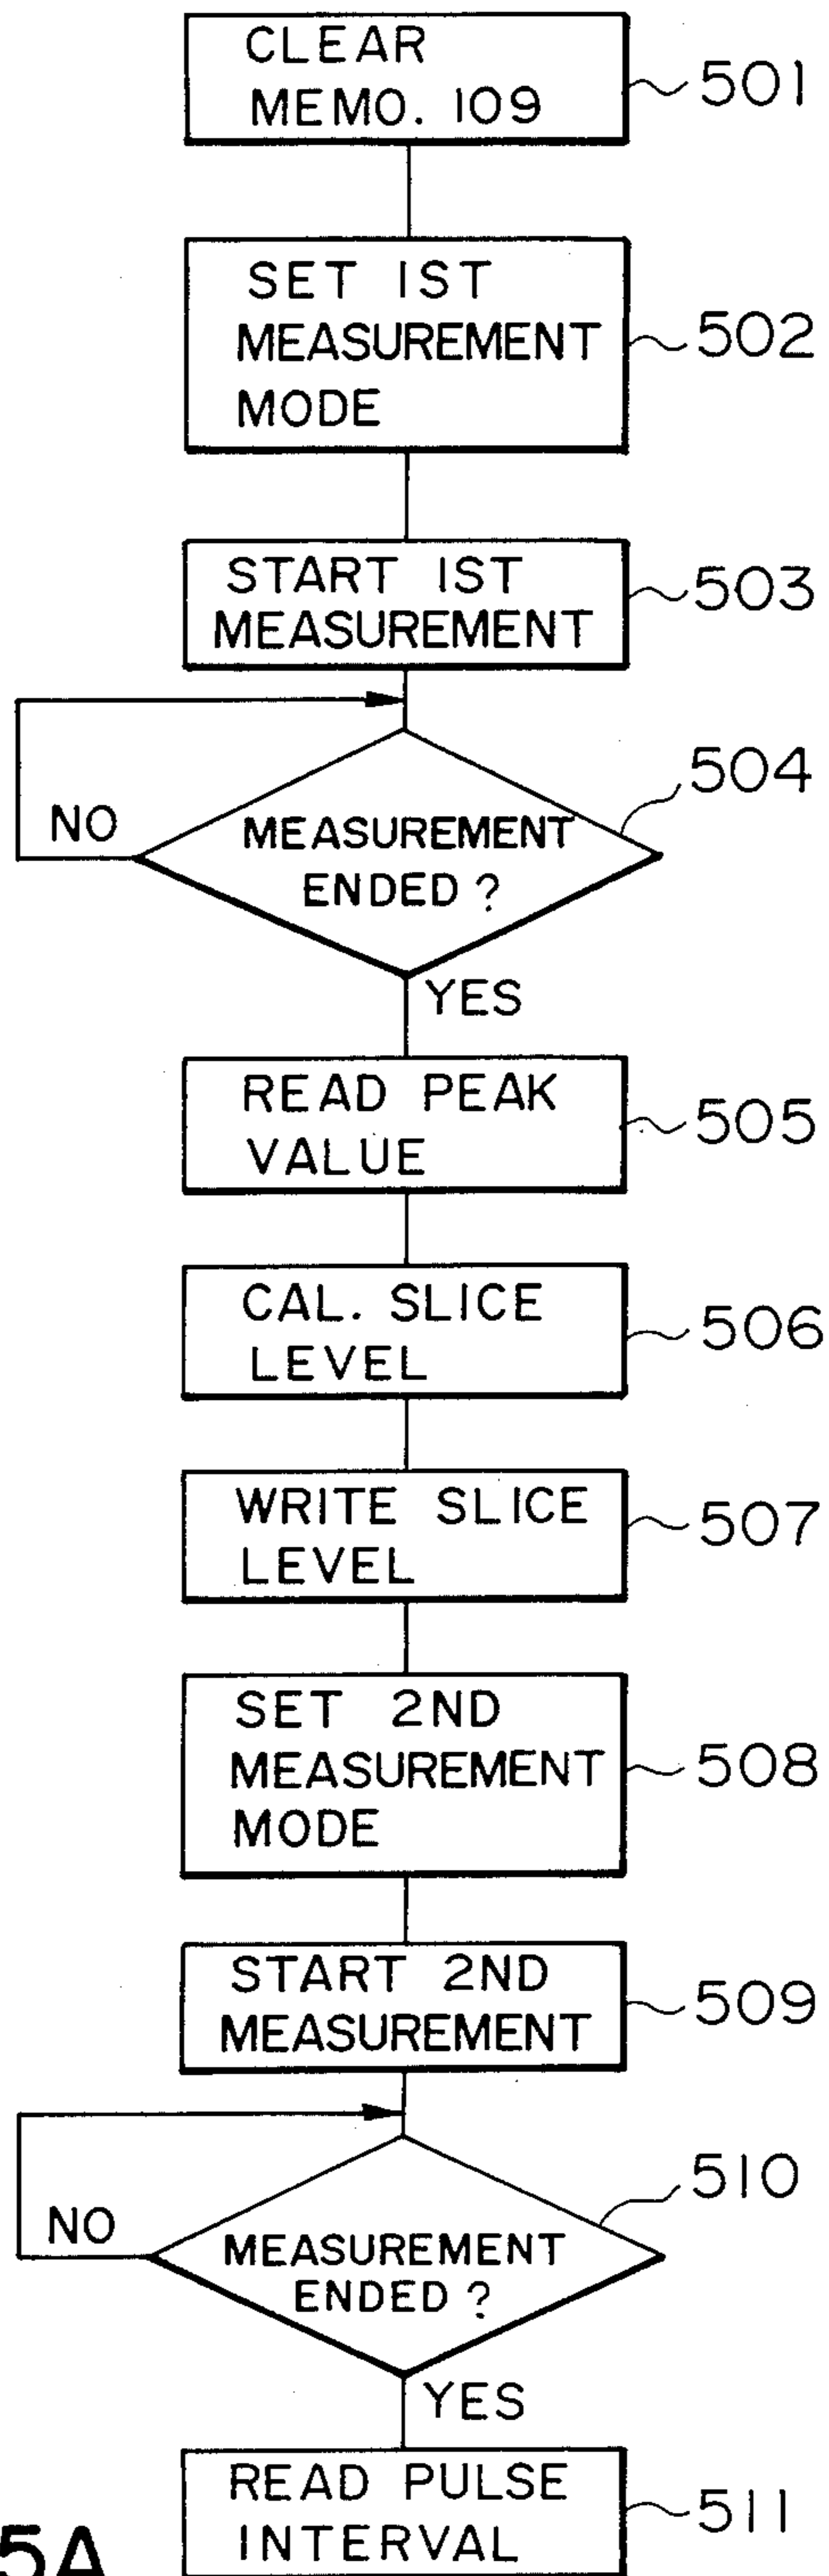 CLEAR
MEMO. 109
501
SET 1ST
MEASUREMENT
MODE
502
START 1ST
MEASUREMENT
503
504
NO
MEASUREMENT
ENDED ?
YES
READ PEAK
VALUE
505
CAL. SLICE
LEVEL
506
WRITE SLICE
LEVEL
507
SET 2ND
MEASUREMENT
MODE
508
START 2ND
MEASUREMENT
509
510
NO
MEASUREMENT
ENDED ?
YES
READ PULSE
INTERVAL
511
5A